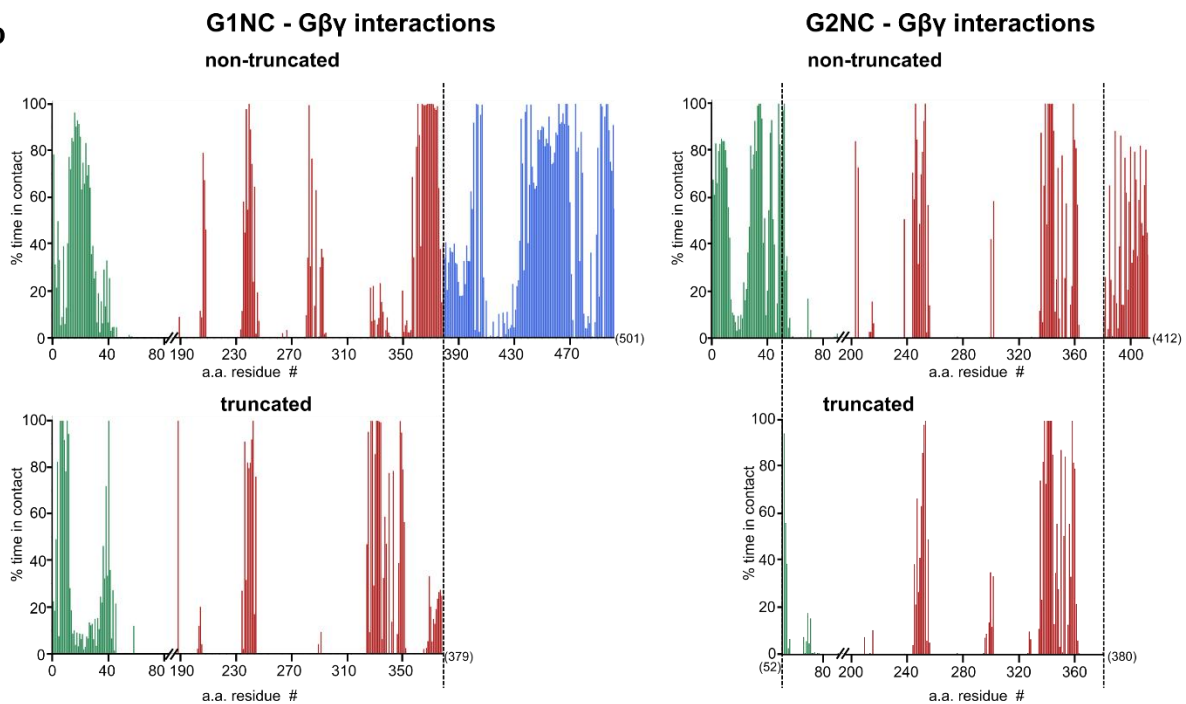 b
G1NC - Gβγ interactions
non-truncated
% time in contact
100
80
60
40
20
0
0 40 80 190 230 270 310 350 390 430 470
(501)
a.a. residue #
truncated
% time in contact
100
80
60
40
20
0
0 40 80 190 230 270 310 350
(379)
a.a. residue #
G2NC - Gβγ interactions
non-truncated
% time in contact
100
80
60
40
20
0
0 40 80 200 240 280 320 360 400
(412)
a.a. residue #
truncated
% time in contact
100
80
60
40
20
0
(52)
80 200 240 280 320 360
(380)
a.a. residue #